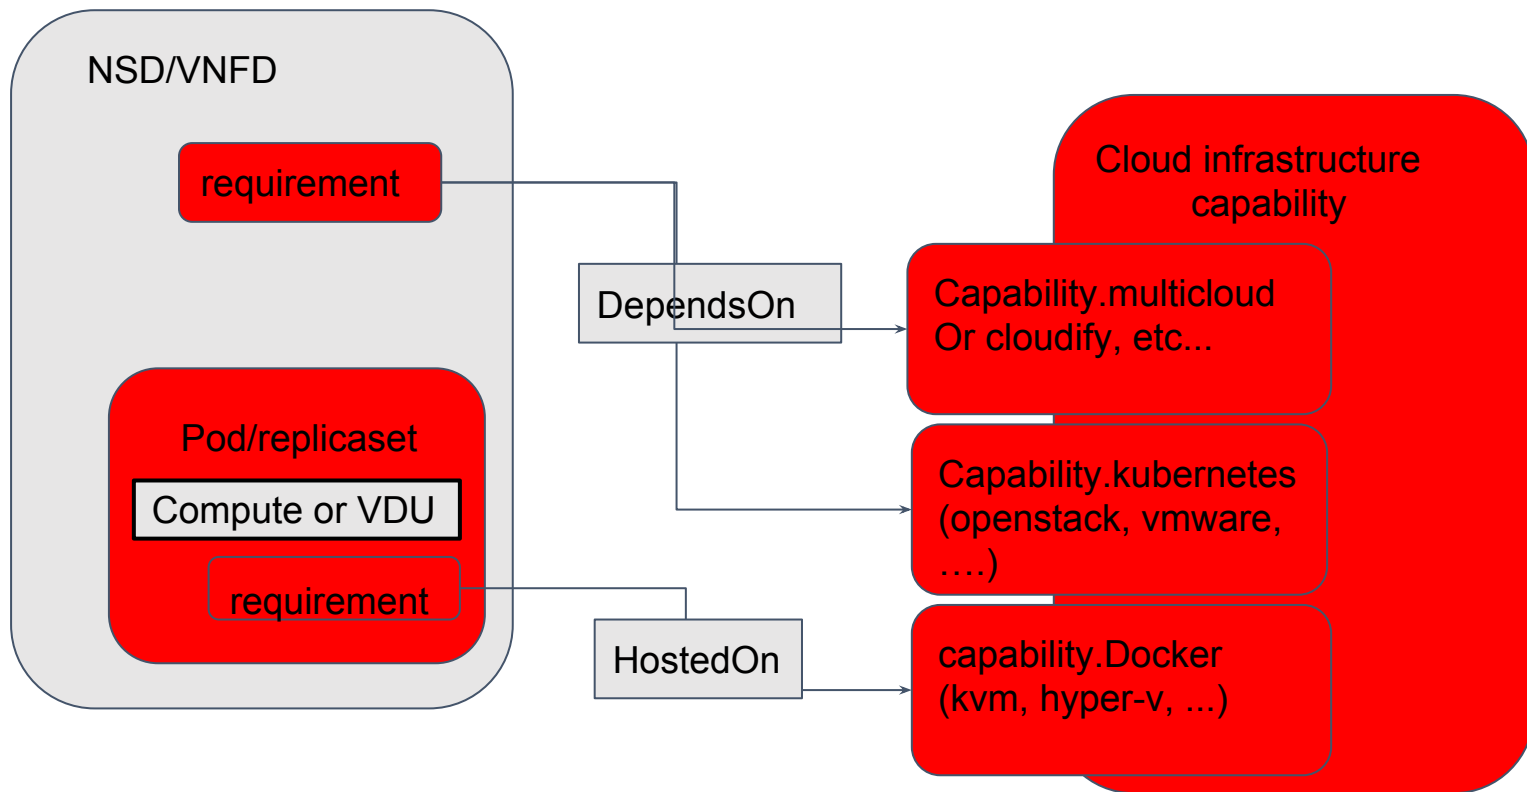 NSD/VNFD
requirement
Pod/replicaset
Compute or VDU
requirement
DependsOn
HostedOn
Cloud infrastructure
capability
Capability.multicloud
Or cloudify, etc...
Capability.kubernetes
(openstack, vmware,
….)
capability.Docker
(kvm, hyper-v, ...)